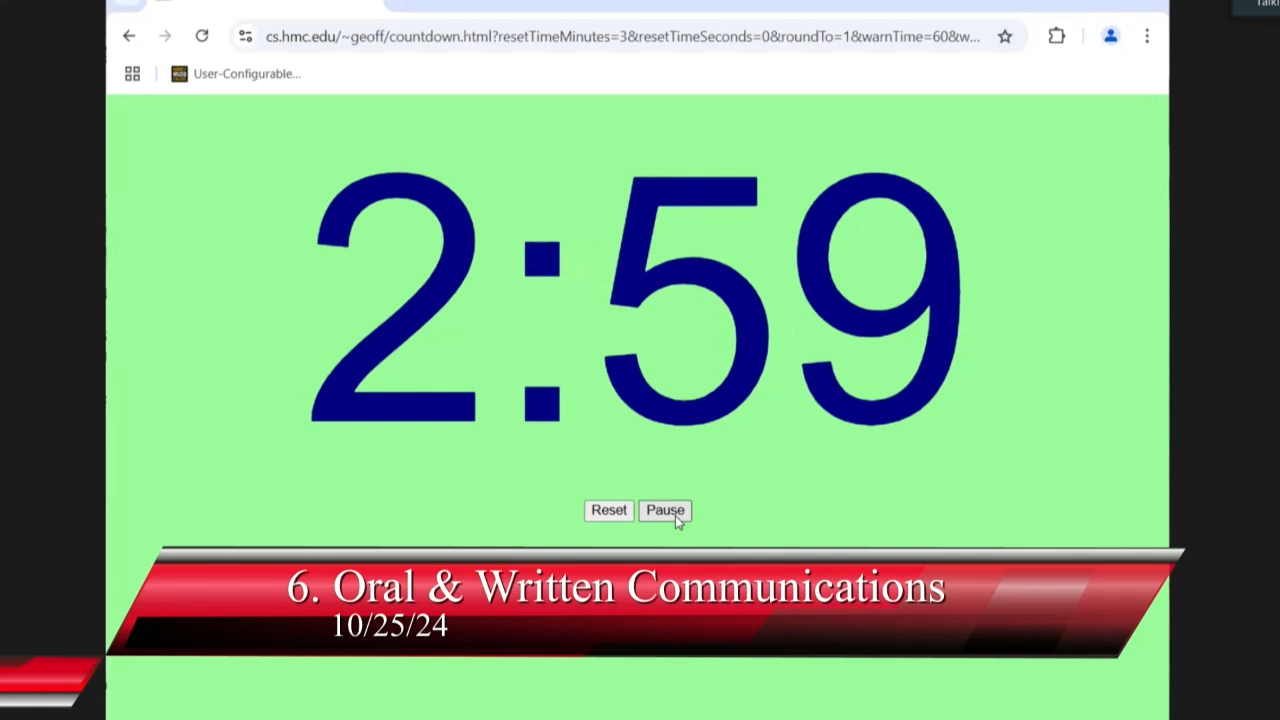 Talki
cs.hmc.edu/~geoff/countdown.html?resetTimeMinutes=3&resetTimeSeconds=0&roundTo=1&warnTime=60&w...
User-Configurable...
2:59
Reset Pause
6. Oral & Written Communications
10/25/24